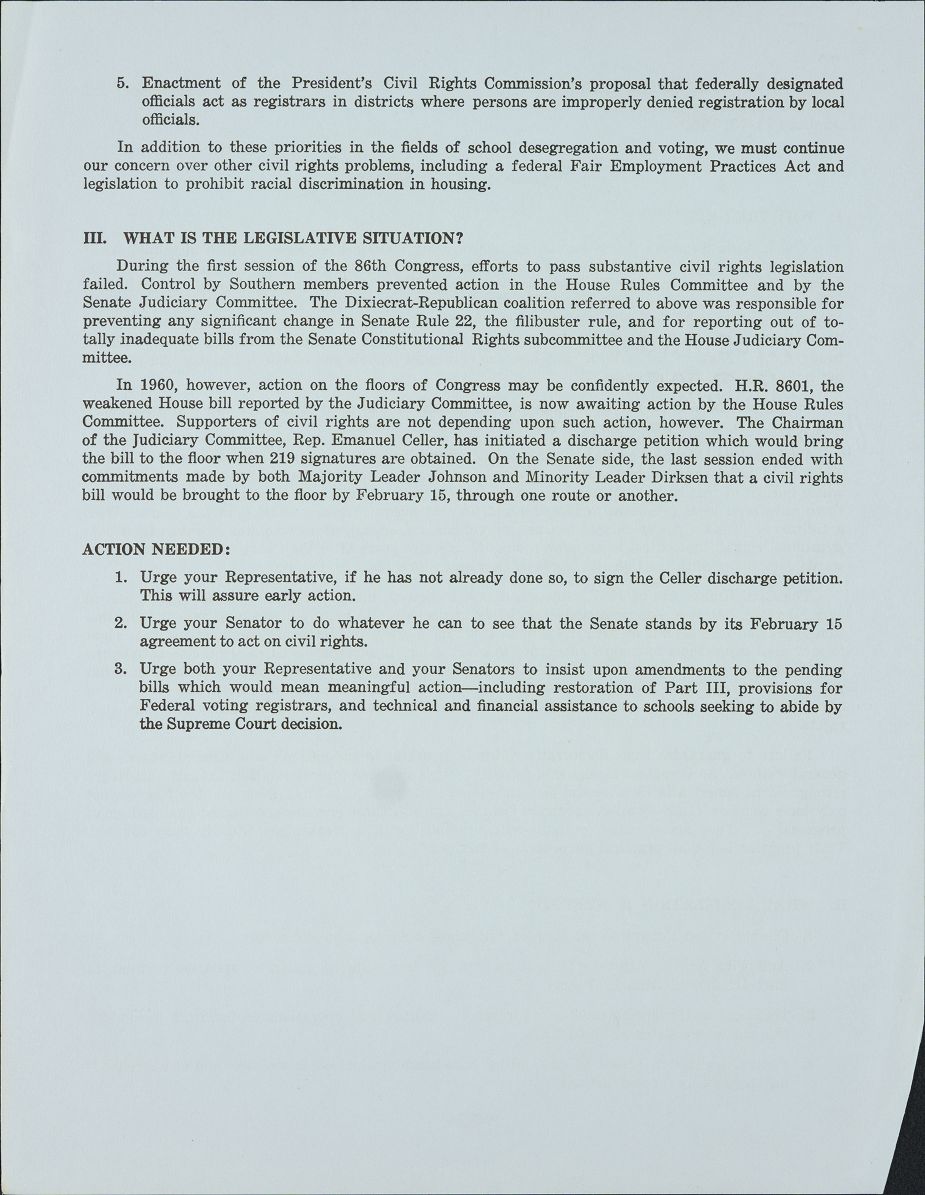 5. Enactment of the President's Civil Rights Commission's proposal that federally designated
officials act as registrars in districts where persons are improperly denied registration by local
officials.
In addition to these priorities in the fields of school desegregation and voting, we must continue
our concern over other civil rights problems, including a federal Fair Employment Practices Act and
legislation to prohibit racial discrimination in housing.
III. WHAT IS THE LEGISLATIVE SITUATION?
During the first session of the 86th Congress, efforts to pass substantive civil rights legislation
failed. Control by Southern members prevented action in the House Rules Committee and by the
Senate Judiciary Committee. The Dixiecrat-Republican coalition referred to above was responsible for
preventing any significant change in Senate Rule 22, the filibuster rule, and for reporting out of to-
tally inadequate bills from the Senate Constitutional Rights subcommittee and the House Judiciary Com-
mittee.
In 1960, however, action on the floors of Congress may be confidently expected. H.R. 8601, the
weakened House bill reported by the Judiciary Committee, is now awaiting action by the House Rules
Committee. Supporters of civil rights are not depending upon such action, however. The Chairman
of the Judiciary Committee, Rep. Emanuel Celler, has initiated a discharge petition which would bring
the bill to the floor when 219 signatures are obtained. On the Senate side, the last session ended with
commitments made by both Majority Leader Johnson and Minority Leader Dirksen that a civil rights
bill would be brought to the floor by February 15, through one route or another.
ACTION NEEDED:
1. Urge your Representative, if he has not already done so, to sign the Celler discharge petition.
This will assure early action.
2. Urge your Senator to do whatever he can to see that the Senate stands by its February 15
agreement to act on civil rights.
3. Urge both your Representative and your Senators to insist upon amendments to the pending
bills which would mean meaningful action—including restoration of Part III, provisions for
Federal voting registrars, and technical and financial assistance to schools seeking to abide by
the Supreme Court decision.